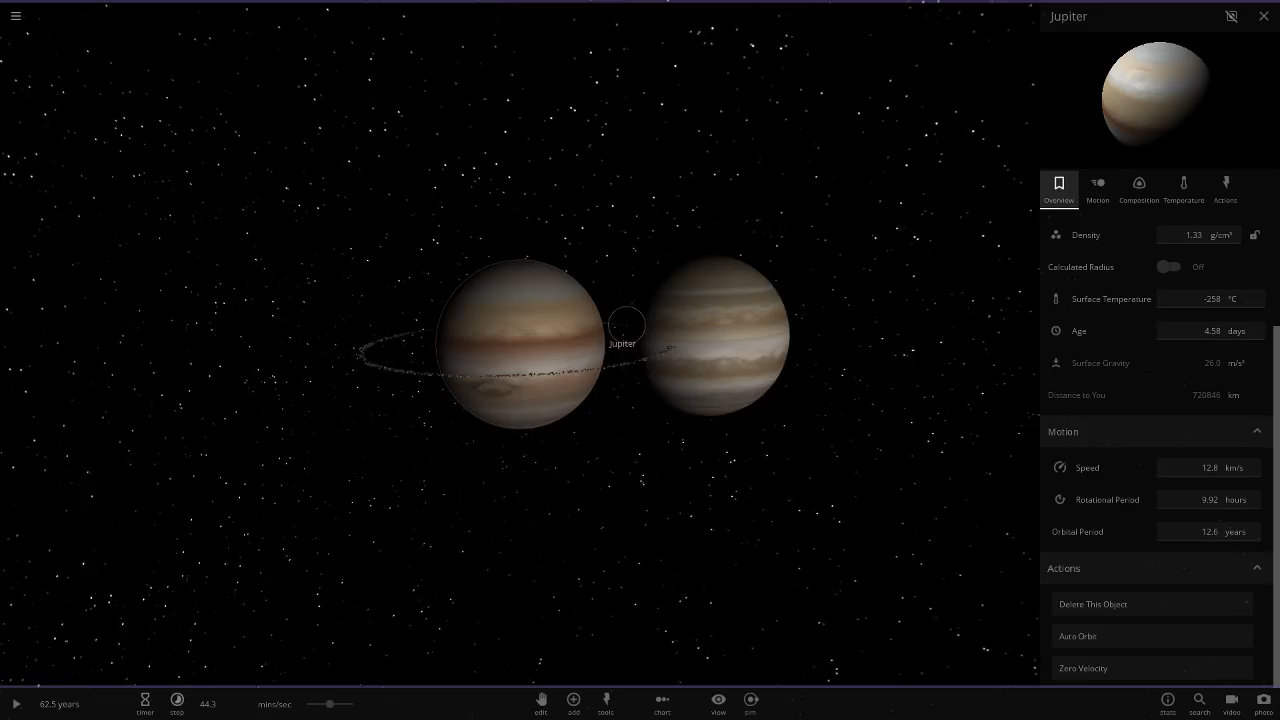 Jupiter
Overview Motion Composition Temperature Actions
Density 1.33 g/cm³
Calculated Radius Off
Surface Temperature -258 °C
Age 4.58 days
Surface Gravity 26.0 m/s²
Distance to You 720846 km
Motion
Speed 12.8 km/s
Rotational Period 9.92 hours
Orbital Period 12.6 years
Actions
Delete This Object
Auto Orbit
Zero Velocity
Jupiter
62.5 years timer step 44.3 mins/sec edit add tools chart view sim stats search video photo